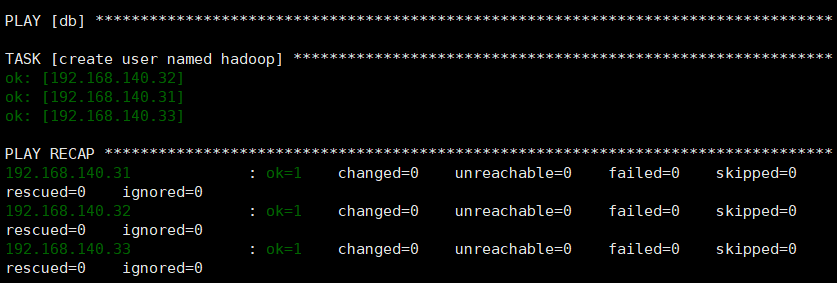 PLAY [db] **********************************************************************************
TASK [create user named hadoop] ************************************************************
ok: [192.168.140.32]
ok: [192.168.140.31]
ok: [192.168.140.33]
PLAY RECAP *********************************************************************************
192.168.140.31             : ok=1    changed=0    unreachable=0    failed=0    skipped=0
rescued=0    ignored=0
192.168.140.32             : ok=1    changed=0    unreachable=0    failed=0    skipped=0
rescued=0    ignored=0
192.168.140.33             : ok=1    changed=0    unreachable=0    failed=0    skipped=0
rescued=0    ignored=0